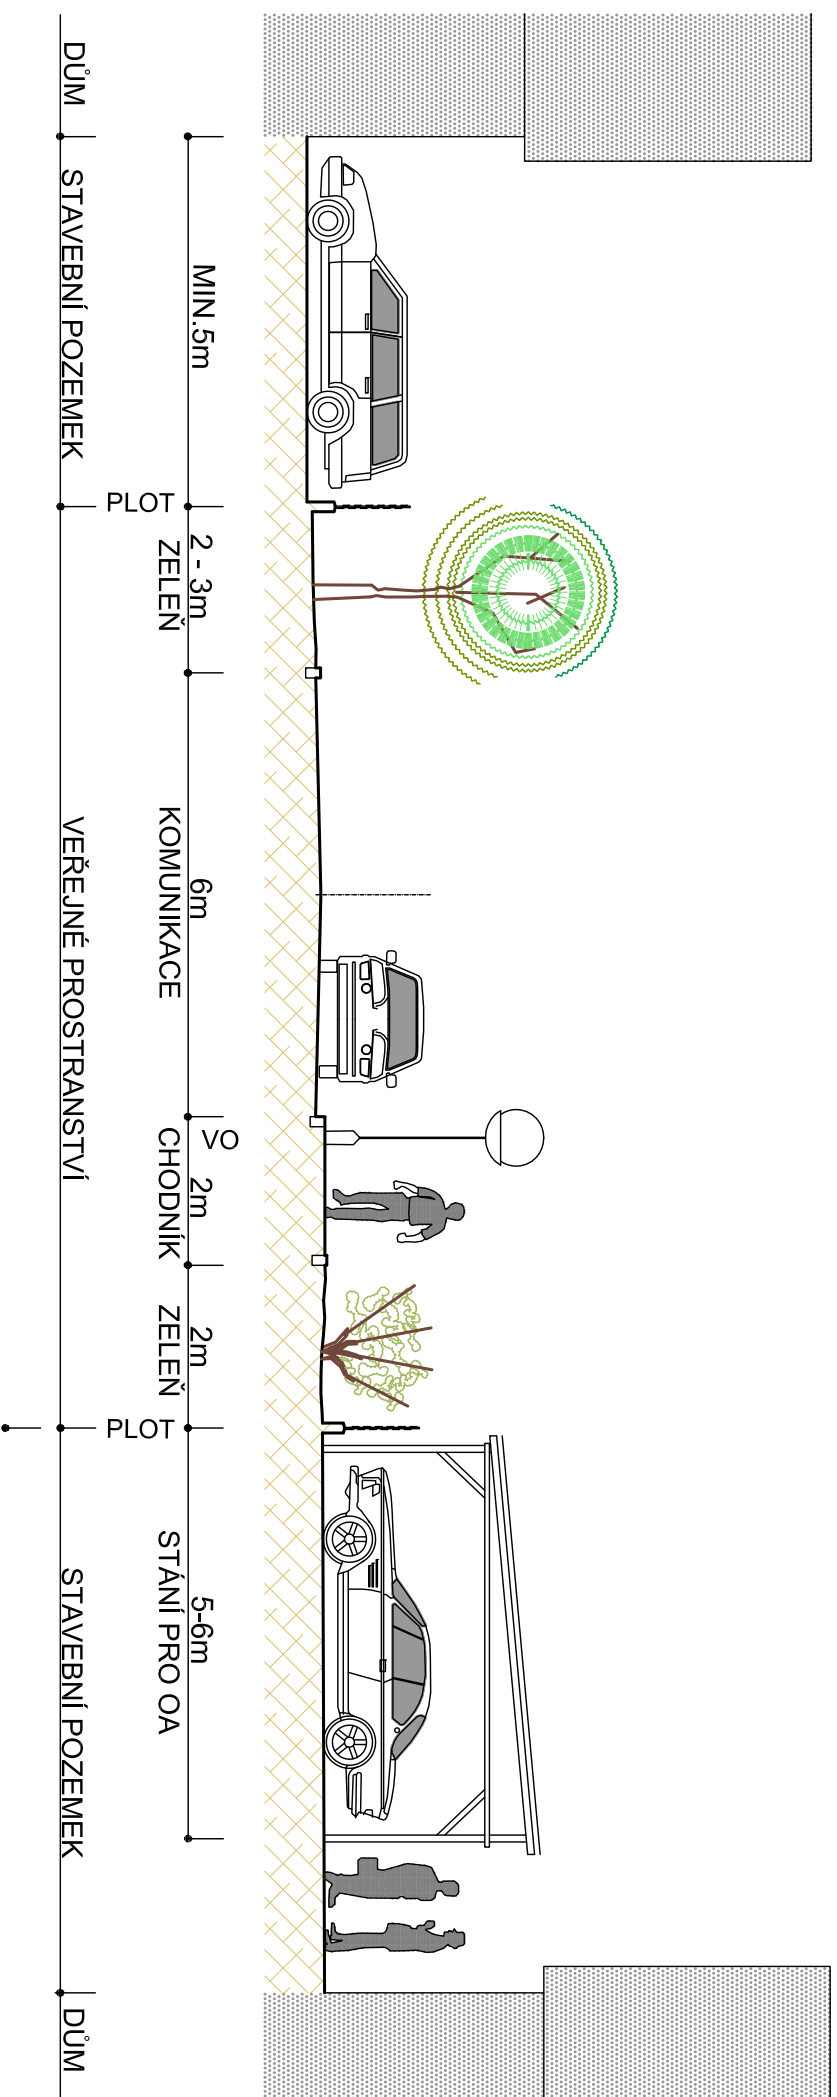 MIN.5m
2 - 3m
6m
VO
2m
2m
5-6m
PLOT
ZELEŇ
KOMUNIKACE
CHODNÍK
ZELEŇ
PLOT
STÁNÍ PRO OA
DŮM
STAVEBNÍ POZEMEK
VEŘEJNÉ PROSTRANSTVÍ
STAVEBNÍ POZEMEK
DŮM